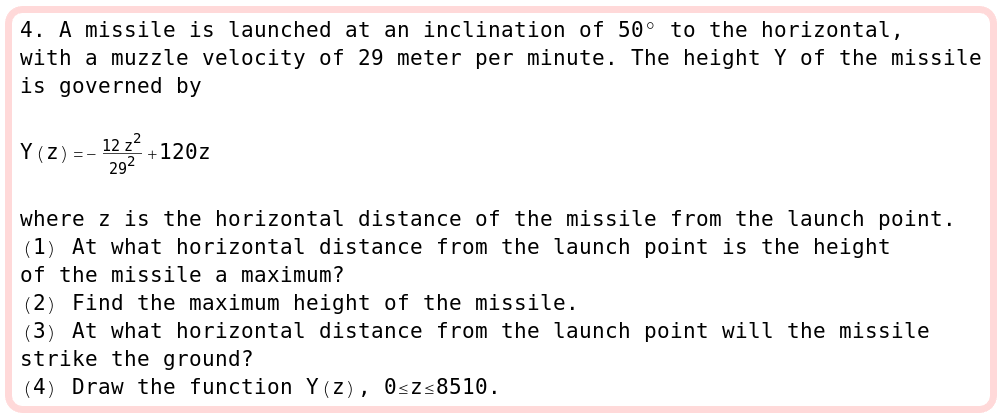 4. A missile is launched at an inclination of 50° to the horizontal,
with a muzzle velocity of 29 meter per minute. The height Y of the missile
is governed by
Y(z)=-\frac{12 z^2}{29^2}+120z
where z is the horizontal distance of the missile from the launch point.
(1) At what horizontal distance from the launch point is the height
of the missile a maximum?
(2) Find the maximum height of the missile.
(3) At what horizontal distance from the launch point will the missile
strike the ground?
(4) Draw the function Y(z), 0≤z≤8510.